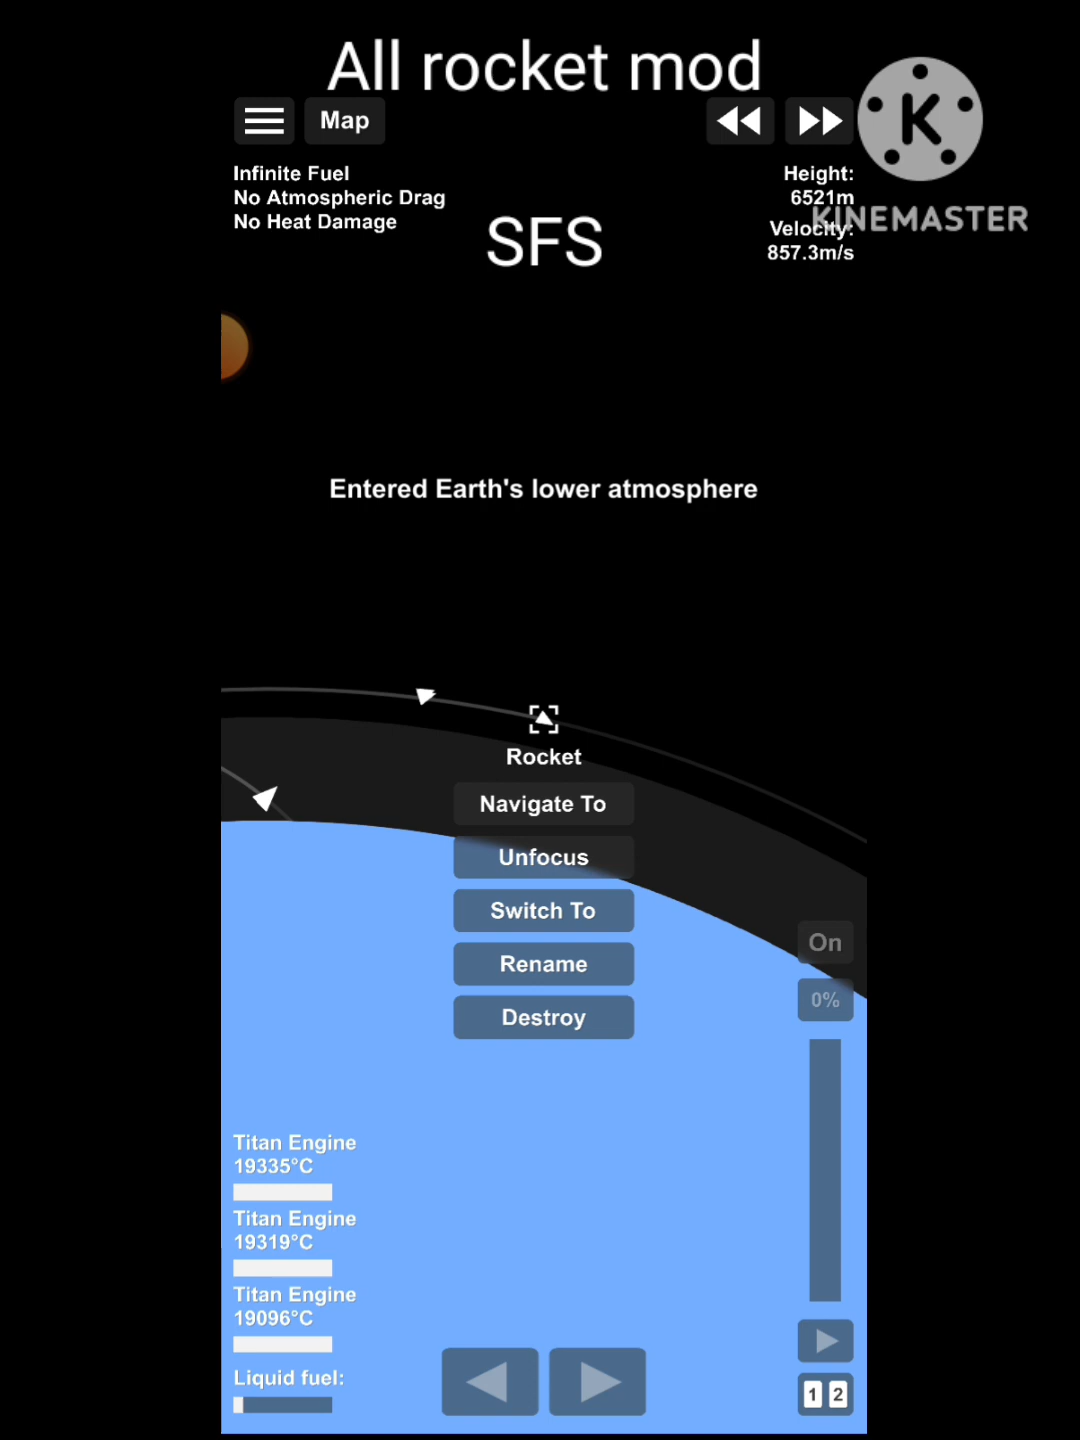 All rocket mod
Map
K
Infinite Fuel
No Atmospheric Drag
No Heat Damage
SFS
Height:
6521m
Velocity:
857.3m/s
KINEMASTER
Entered Earth's lower atmosphere
Rocket
Navigate To
Unfocus
Switch To
Rename
Destroy
On
0%
Titan Engine
19335°C
Titan Engine
19319°C
Titan Engine
19096°C
Liquid fuel:
1 2